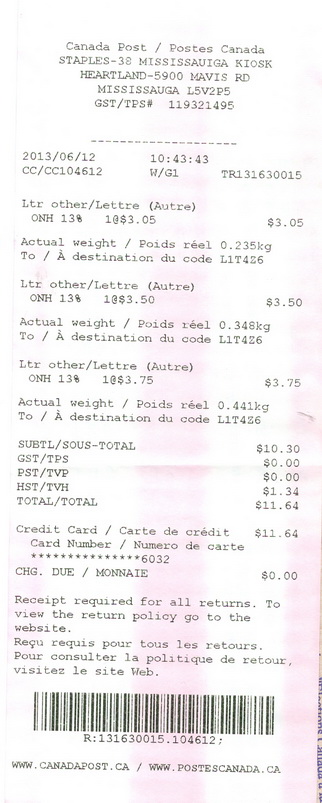 Canada Post / Postes Canada
STAPLES-38 MISSISSAUIGA KIOSK
HEARTLAND-5900 MAVIS RD
MISSISSAUGA L5V2P5
GST/TPS# 119321495
--------------------
2013/06/12 10:43:43
CC/CC104612 W/G1 TR131630015
Ltr other/Lettre (Autre)
ONH 13% 1@$3.05 $3.05
Actual weight / Poids réel 0.235kg
To / À destination du code L1T4Z6
Ltr other/Lettre (Autre)
ONH 13% 1@$3.50 $3.50
Actual weight / Poids réel 0.348kg
To / À destination du code L1T4Z6
Ltr other/Lettre (Autre)
ONH 13% 1@$3.75 $3.75
Actual weight / Poids réel 0.441kg
To / À destination du code L1T4Z6
SUBTL/SOUS-TOTAL $10.30
GST/TPS $0.00
PST/TVP $0.00
HST/TVH $1.34
TOTAL/TOTAL $11.64
Credit Card / Carte de crédit $11.64
Card Number / Numero de carte
***************6032
CHG. DUE / MONNAIE $0.00
Receipt required for all returns. To
view the return policy go to the
website.
Reçu requis pour tous les retours.
Pour consulter la politique de retour,
visitez le site Web.
R:131630015.104612;
WWW.CANADAPOST.CA / WWW.POSTESCANADA.CA